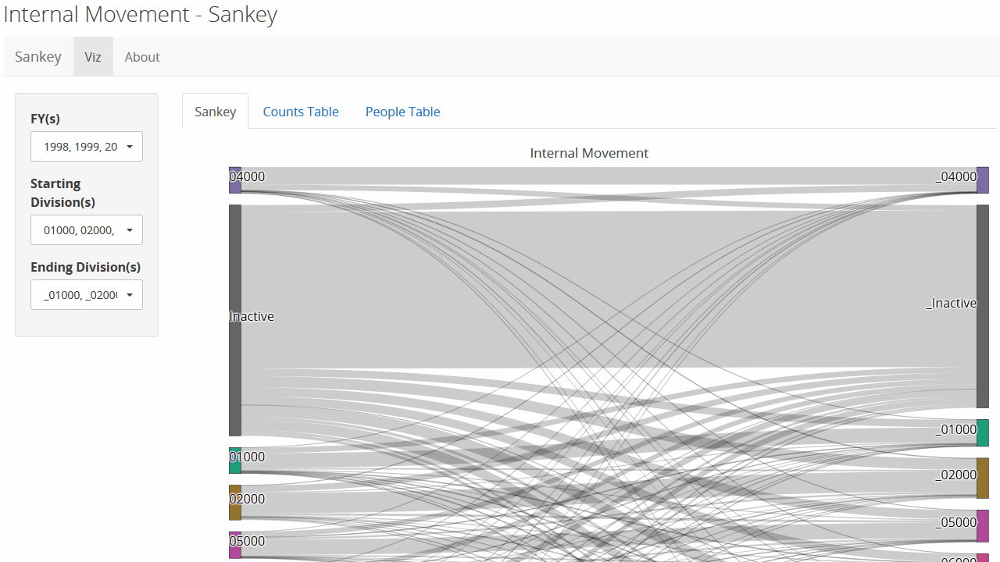 Internal Movement - Sankey
Sankey Viz About
FY(s)
1998, 1999, 20
Starting
Division(s)
01000, 02000,
Ending Division(s)
_01000, _0200
Sankey Counts Table People Table
Internal Movement
04000
_04000
Inactive
_Inactive
01000
_01000
02000
_02000
05000
_05000